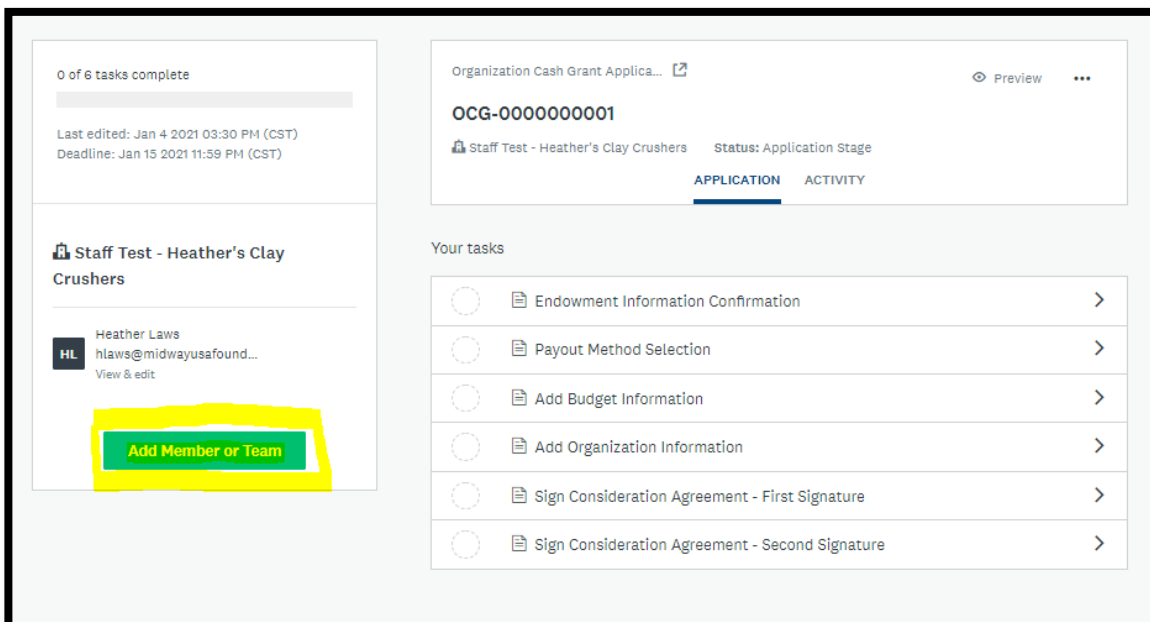 0 of 6 tasks complete
Last edited: Jan 4 2021 03:30 PM (CST)
Deadline: Jan 15 2021 11:59 PM (CST)
Staff Test - Heather's Clay
Crushers
HL
Heather Laws
hlaws@midwayusafound...
View & edit
Add Member or Team
Organization Cash Grant Applica...
Preview
OCG-0000000001
Staff Test - Heather's Clay Crushers Status: Application Stage
APPLICATION ACTIVITY
Your tasks
Endowment Information Confirmation
Payout Method Selection
Add Budget Information
Add Organization Information
Sign Consideration Agreement - First Signature
Sign Consideration Agreement - Second Signature